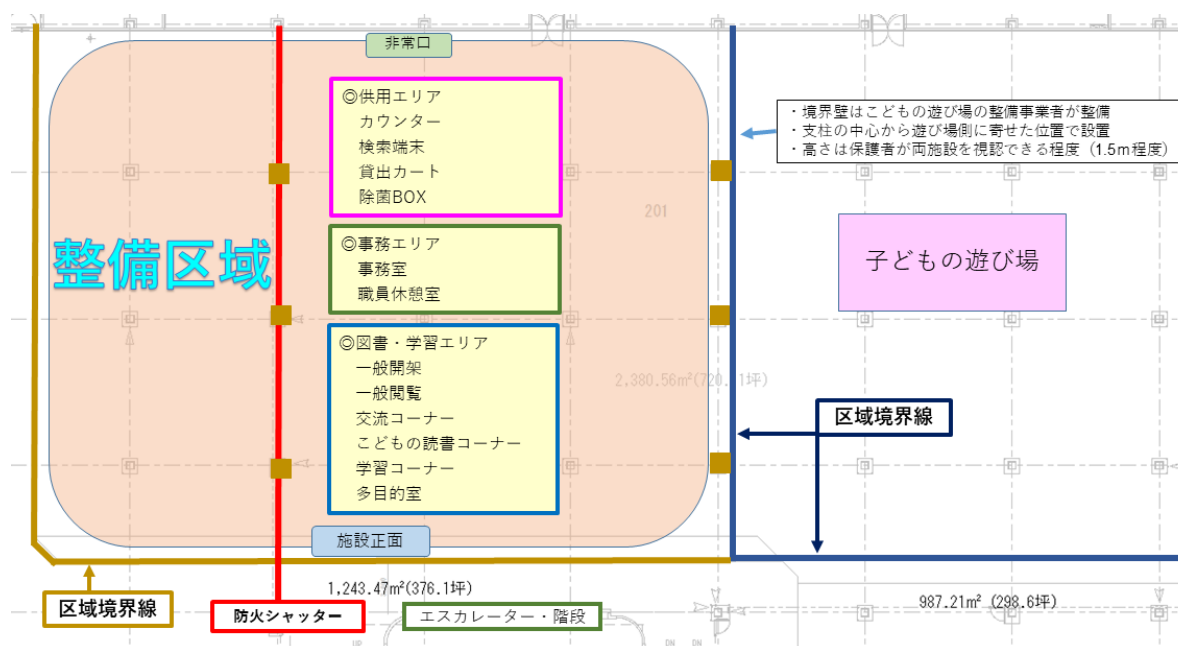 非常口
◎供用エリア
カウンター
検索端末
貸出カート
除菌BOX
・境界壁はこどもの遊び場の整備事業者が整備
・支柱の中心から遊び場側に寄せた位置で設置
・高さは保護者が両施設を視認できる程度（1.5m程度）
201
整備区域
◎事務エリア
事務室
職員休憩室
子どもの遊び場
◎図書・学習エリア
一般開架
一般閲覧
交流コーナー
こどもの読書コーナー
学習コーナー
多目的室
2,380.56㎡(720.1坪)
区域境界線
施設正面
1,243.47㎡(376.1坪)
987.21㎡ (298.6坪)
区域境界線
防火シャッター
エスカレーター・階段
UP
DN
DN